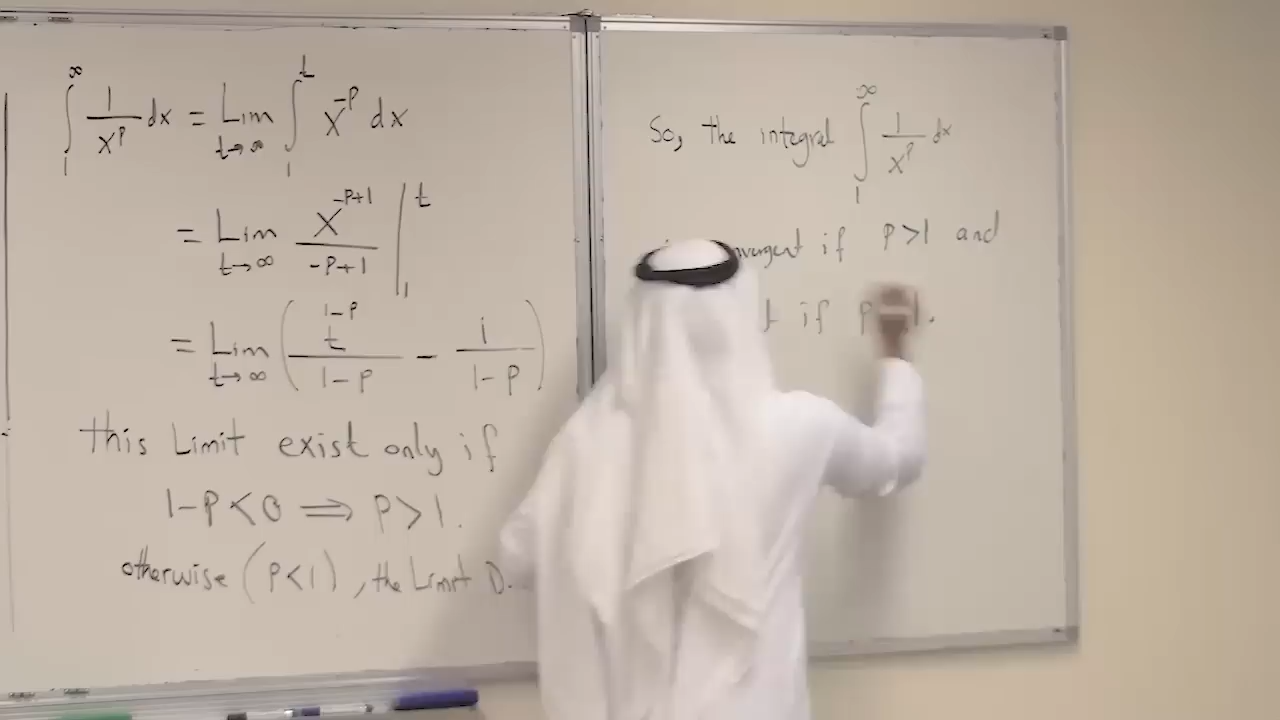 ∫₁^∞ 1/x^p dx = Lim_{t→∞} ∫₁^t x^{-p} dx
= Lim_{t→∞} x^{-p+1}/(-p+1) |₁^t
= Lim_{t→∞} ( t^{1-p}/(1-p) - 1/(1-p) )
this Limit exist only if
1-p < 0 ⟹ p > 1.
otherwise (p<1), the Limit D.
So, the integral ∫₁^∞ 1/x^p dx
if p>1 and
if p